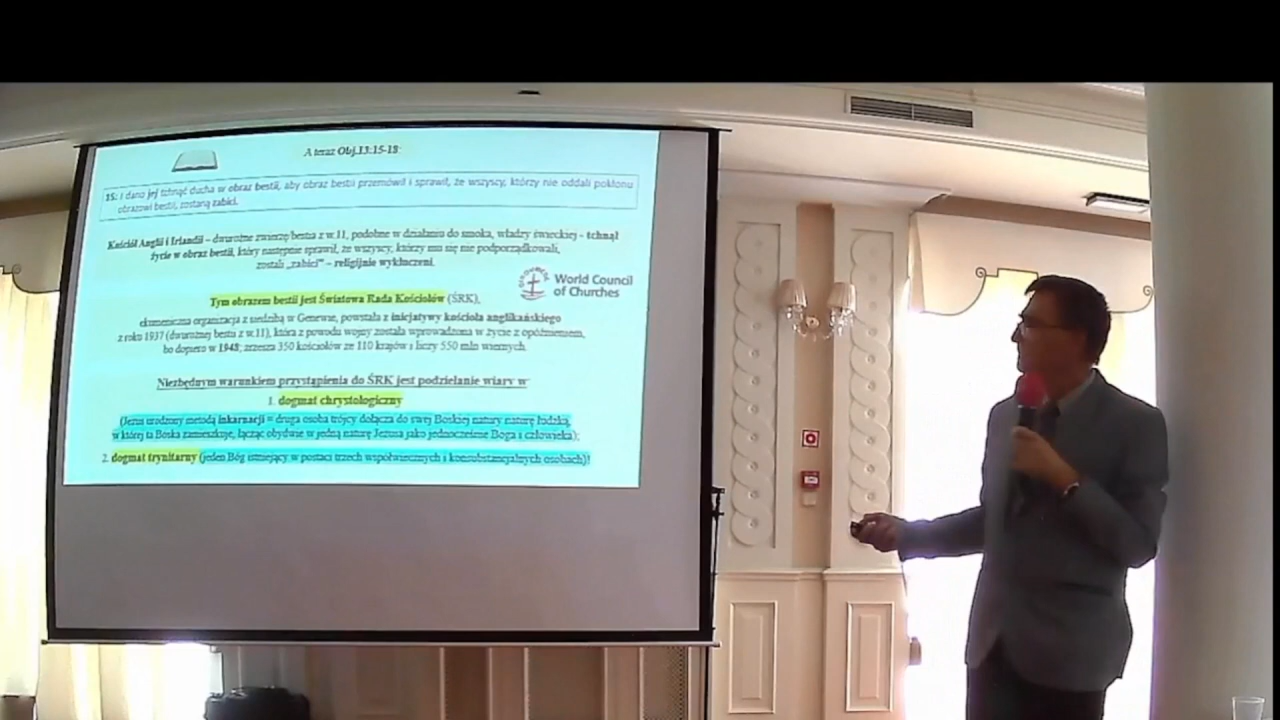 A teraz Obj.13:15-18:
15: I dano jej tchnąć ducha w obraz bestii, aby obraz bestii przemówił i sprawił, że wszyscy, którzy nie oddali pokłonu
obrazowi bestii, zostaną zabici.
Kościół Anglii i Irlandii – dwurożne zwierzę/bestia z w.11, podobne w działaniu do smoka, władzy świeckiej – tchnął
życie w obraz bestii, który następnie sprawił, że wszyscy, którzy mu się nie podporządkowali,
zostali „zabici” – religijnie wykluczeni.
World Council
of Churches
Tym obrazem bestii jest Światowa Rada Kościołów (ŚRK),
ekumeniczna organizacja z siedzibą w Genewie, powstała z inicjatywy kościoła anglikańskiego
z roku 1937 (dwurożnej bestii z w.11), która z powodu wojny została wprowadzona w życie z opóźnieniem,
bo dopiero w 1948; zrzesza 350 kościołów ze 110 krajów i liczy 550 mln wiernych.
Niezbędnym warunkiem przystąpienia do ŚRK jest podzielanie wiary w
1. dogmat chrystologiczny
(Jezus urodzony metodą inkarnacji = druga osoba trójcy dołącza do swej Boskiej natury naturę ludzką,
w której ta Boska zamieszkuje, łącząc obydwie w jedną naturę Jezusa jako jednocześnie Boga i człowieka);
2. dogmat trynitarny (jeden Bóg istniejący w postaci trzech współwiecznych i konsubstancjalnych osobach)!